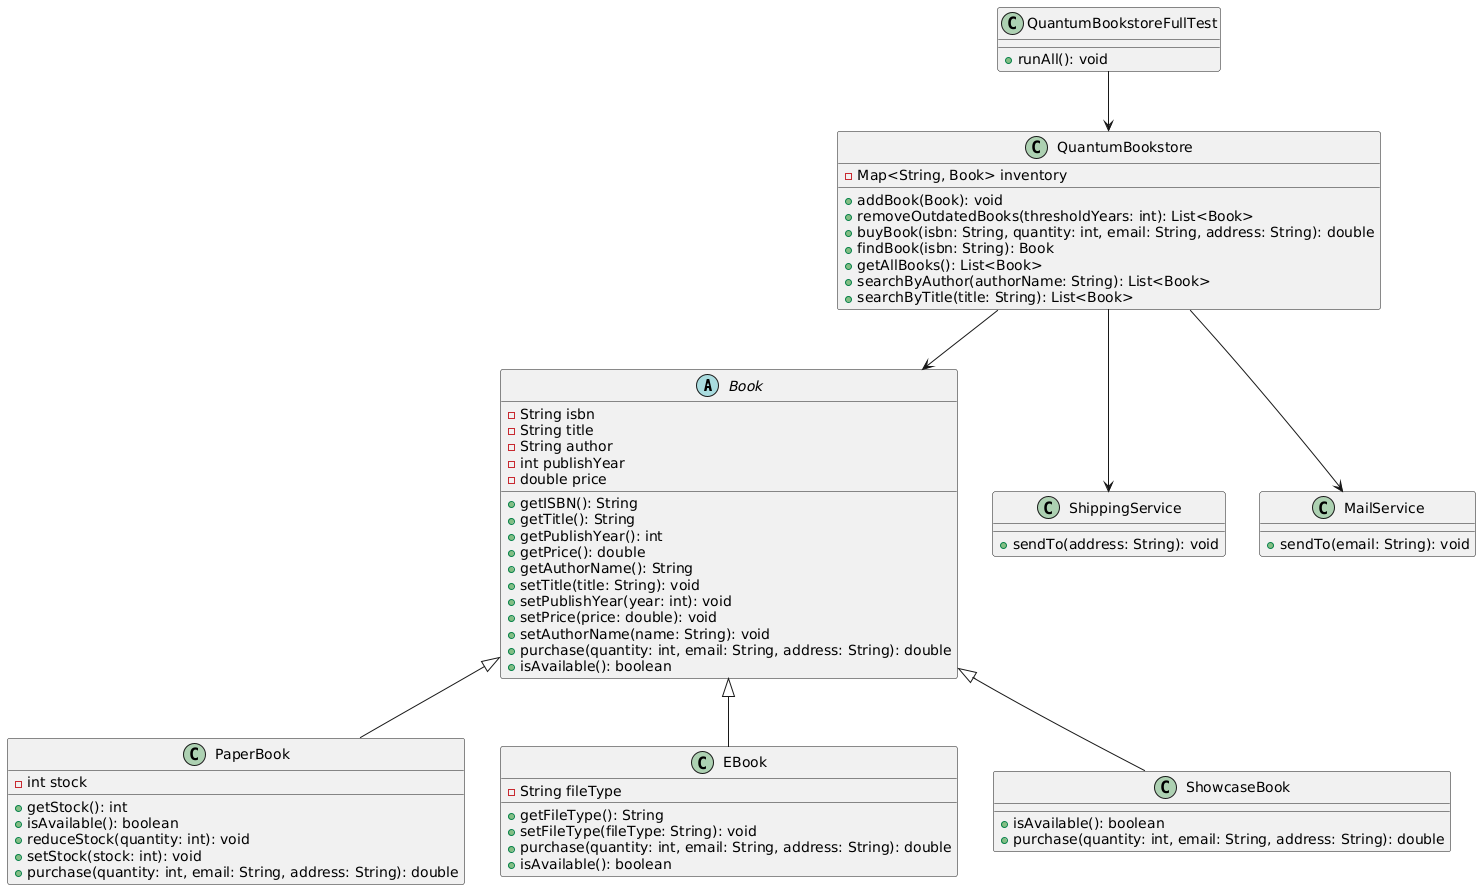 C QuantumBookstoreFullTest
runAll(): void
C QuantumBookstore
Map<String, Book> inventory
addBook(Book): void
removeOutdatedBooks(thresholdYears: int): List<Book>
buyBook(isbn: String, quantity: int, email: String, address: String): double
findBook(isbn: String): Book
getAllBooks(): List<Book>
searchByAuthor(authorName: String): List<Book>
searchByTitle(title: String): List<Book>
A Book
String isbn
String title
String author
int publishYear
double price
getISBN(): String
getTitle(): String
getPublishYear(): int
getPrice(): double
getAuthorName(): String
setTitle(title: String): void
setPublishYear(year: int): void
setPrice(price: double): void
setAuthorName(name: String): void
purchase(quantity: int, email: String, address: String): double
isAvailable(): boolean
C ShippingService
sendTo(address: String): void
C MailService
sendTo(email: String): void
C PaperBook
int stock
getStock(): int
isAvailable(): boolean
reduceStock(quantity: int): void
setStock(stock: int): void
purchase(quantity: int, email: String, address: String): double
C EBook
String fileType
getFileType(): String
setFileType(fileType: String): void
purchase(quantity: int, email: String, address: String): double
isAvailable(): boolean
C ShowcaseBook
isAvailable(): boolean
purchase(quantity: int, email: String, address: String): double